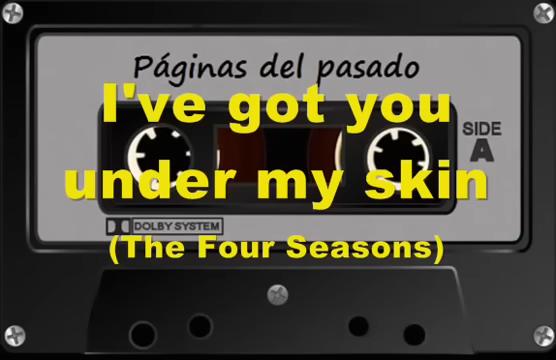 Páginas del pasado
I've got you
SIDE
A
under my skin
DOLBY SYSTEM
(The Four Seasons)